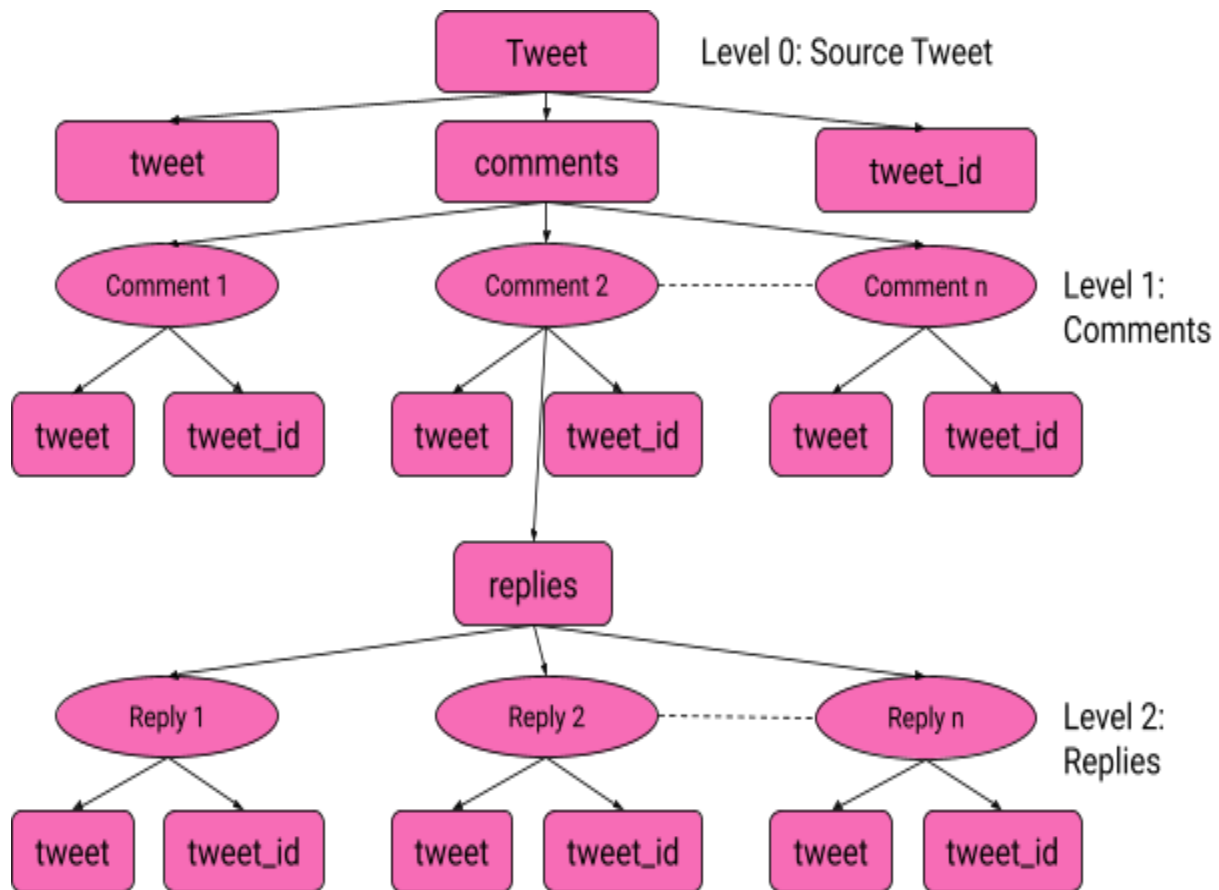 Tweet
Level 0: Source Tweet
tweet
comments
tweet_id
Comment 1
Comment 2
Comment n
Level 1:
Comments
tweet
tweet_id
tweet
tweet_id
tweet
tweet_id
replies
Reply 1
Reply 2
Reply n
Level 2:
Replies
tweet
tweet_id
tweet
tweet_id
tweet
tweet_id